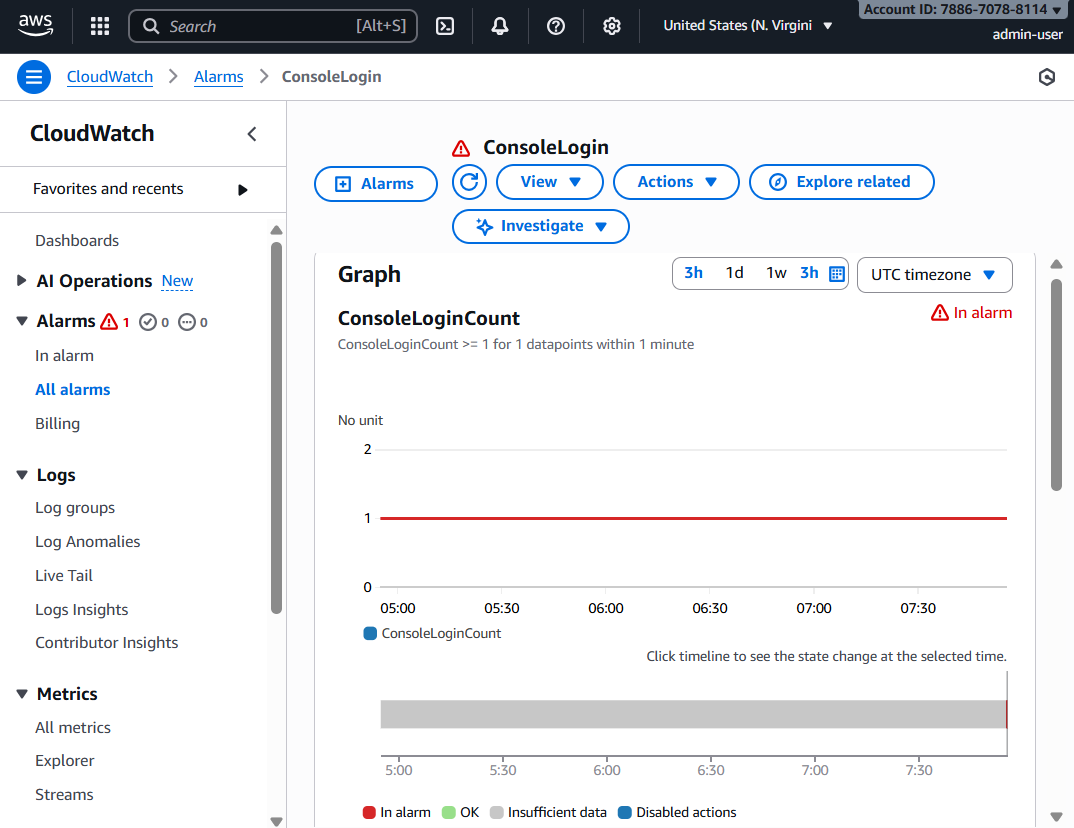 aws
Search [Alt+S]
United States (N. Virgini
Account ID: 7886-7078-8114
admin-user
CloudWatch > Alarms > ConsoleLogin
CloudWatch
Favorites and recents
Dashboards
AI Operations New
Alarms 1 0 0
In alarm
All alarms
Billing
Logs
Log groups
Log Anomalies
Live Tail
Logs Insights
Contributor Insights
Metrics
All metrics
Explorer
Streams
ConsoleLogin
Alarms View Actions Explore related
Investigate
Graph
3h 1d 1w 3h UTC timezone
ConsoleLoginCount
In alarm
ConsoleLoginCount >= 1 for 1 datapoints within 1 minute
No unit
2
1
0
05:00 05:30 06:00 06:30 07:00 07:30
ConsoleLoginCount
Click timeline to see the state change at the selected time.
5:00 5:30 6:00 6:30 7:00 7:30
In alarm OK Insufficient data Disabled actions